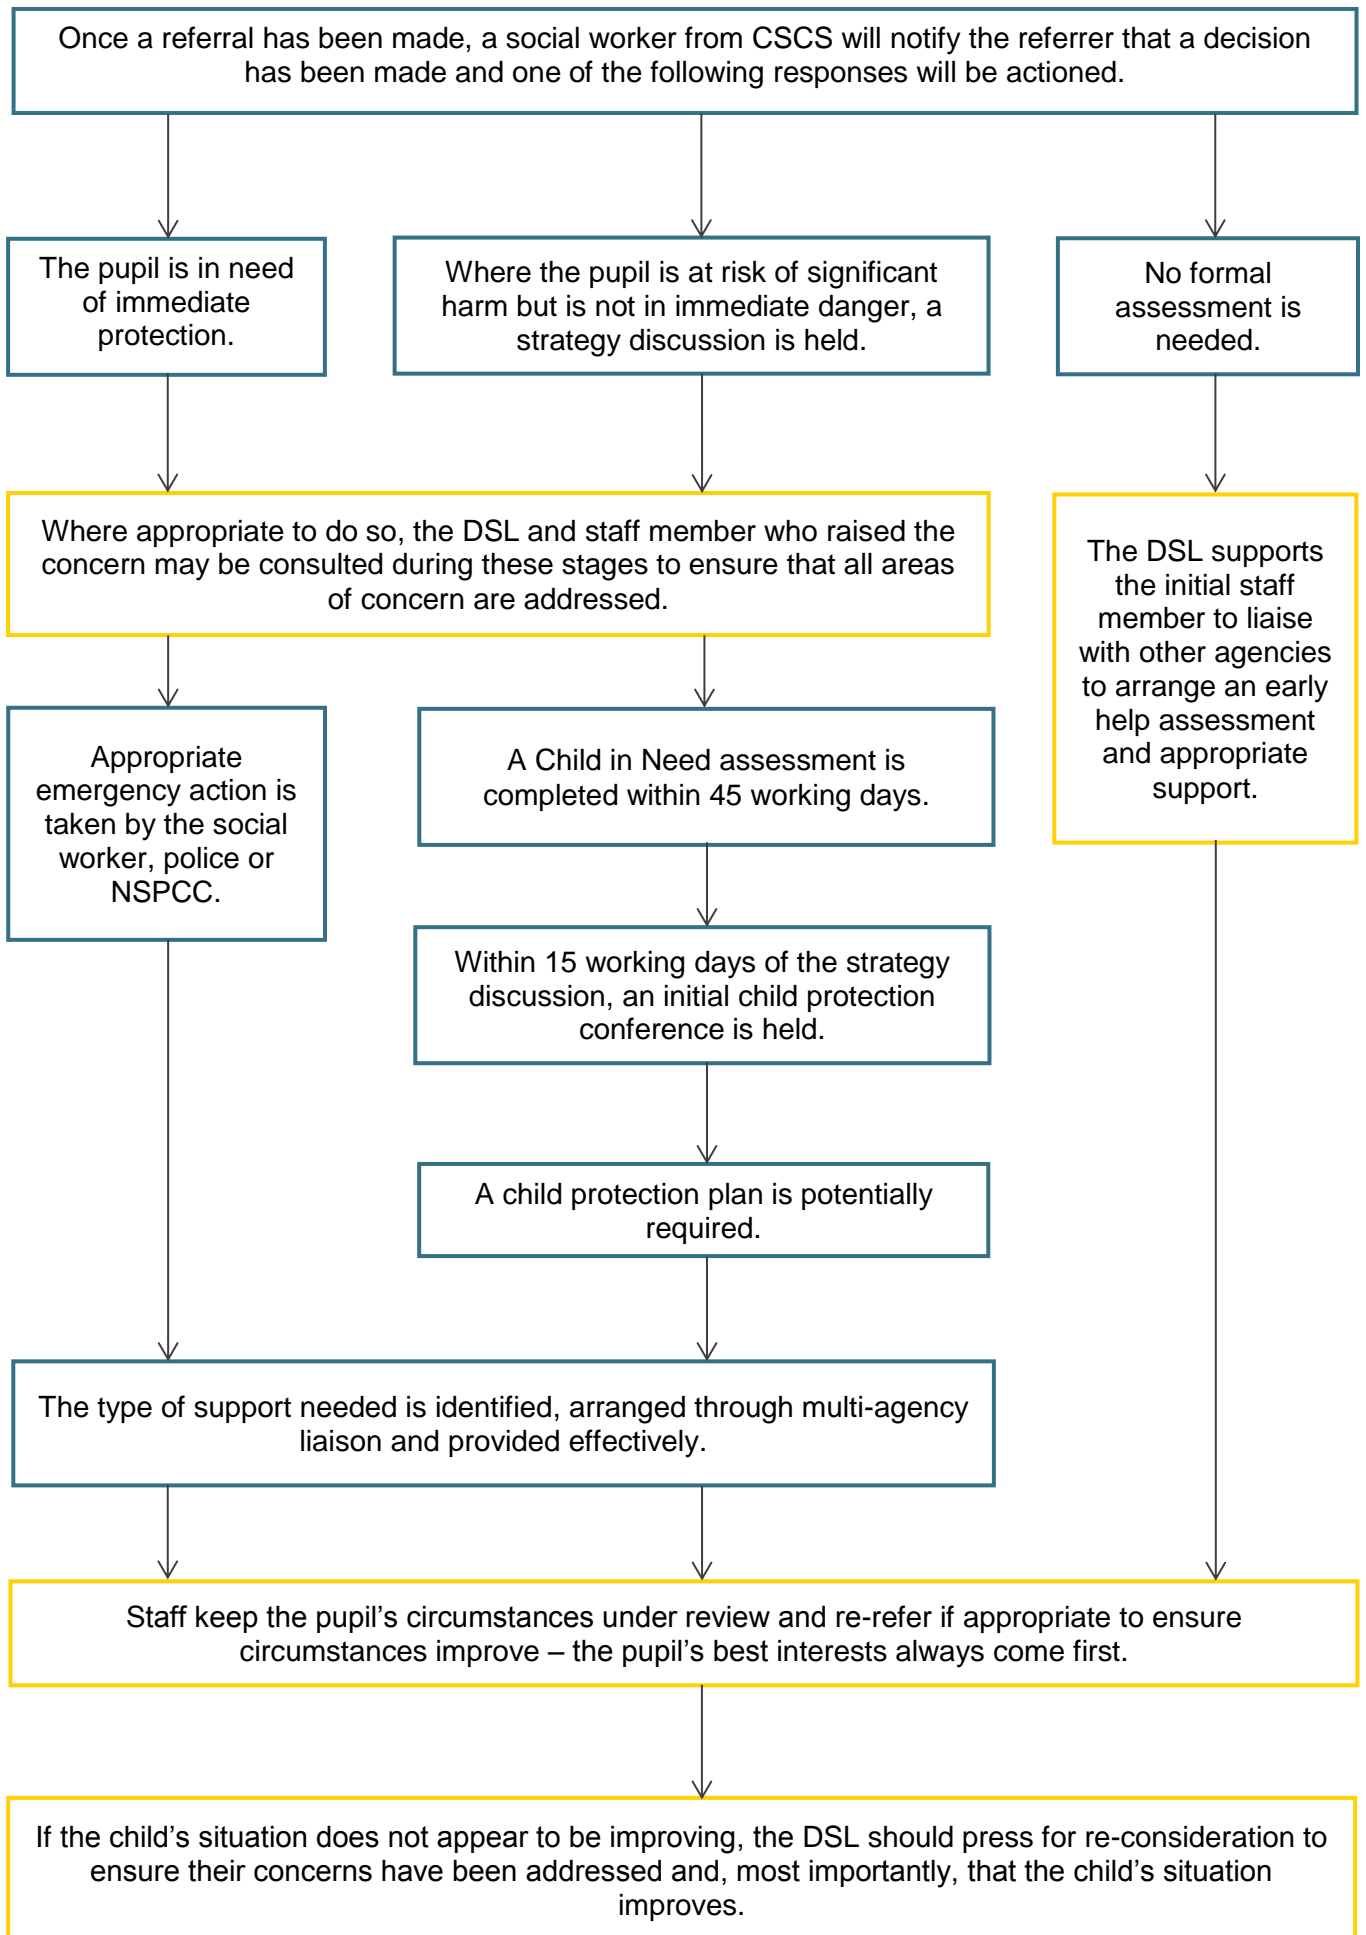 Once a referral has been made, a social worker from CSCS will notify the referrer that a decision
has been made and one of the following responses will be actioned.
The pupil is in need
of immediate
protection.
Where the pupil is at risk of significant
harm but is not in immediate danger, a
strategy discussion is held.
No formal
assessment is
needed.
Where appropriate to do so, the DSL and staff member who raised the
concern may be consulted during these stages to ensure that all areas
of concern are addressed.
The DSL supports
the initial staff
member to liaise
with other agencies
to arrange an early
help assessment
and appropriate
support.
Appropriate
emergency action is
taken by the social
worker, police or
NSPCC.
A Child in Need assessment is
completed within 45 working days.
Within 15 working days of the strategy
discussion, an initial child protection
conference is held.
A child protection plan is potentially
required.
The type of support needed is identified, arranged through multi-agency
liaison and provided effectively.
Staff keep the pupil’s circumstances under review and re-refer if appropriate to ensure
circumstances improve – the pupil’s best interests always come first.
If the child’s situation does not appear to be improving, the DSL should press for re-consideration to
ensure their concerns have been addressed and, most importantly, that the child’s situation
improves.